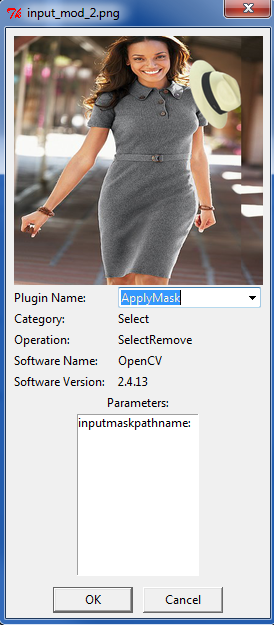 input_mod_2.png
Plugin Name: ApplyMask
Category: Select
Operation: SelectRemove
Software Name: OpenCV
Software Version: 2.4.13
Parameters:
inputmaskpathname:
OK Cancel